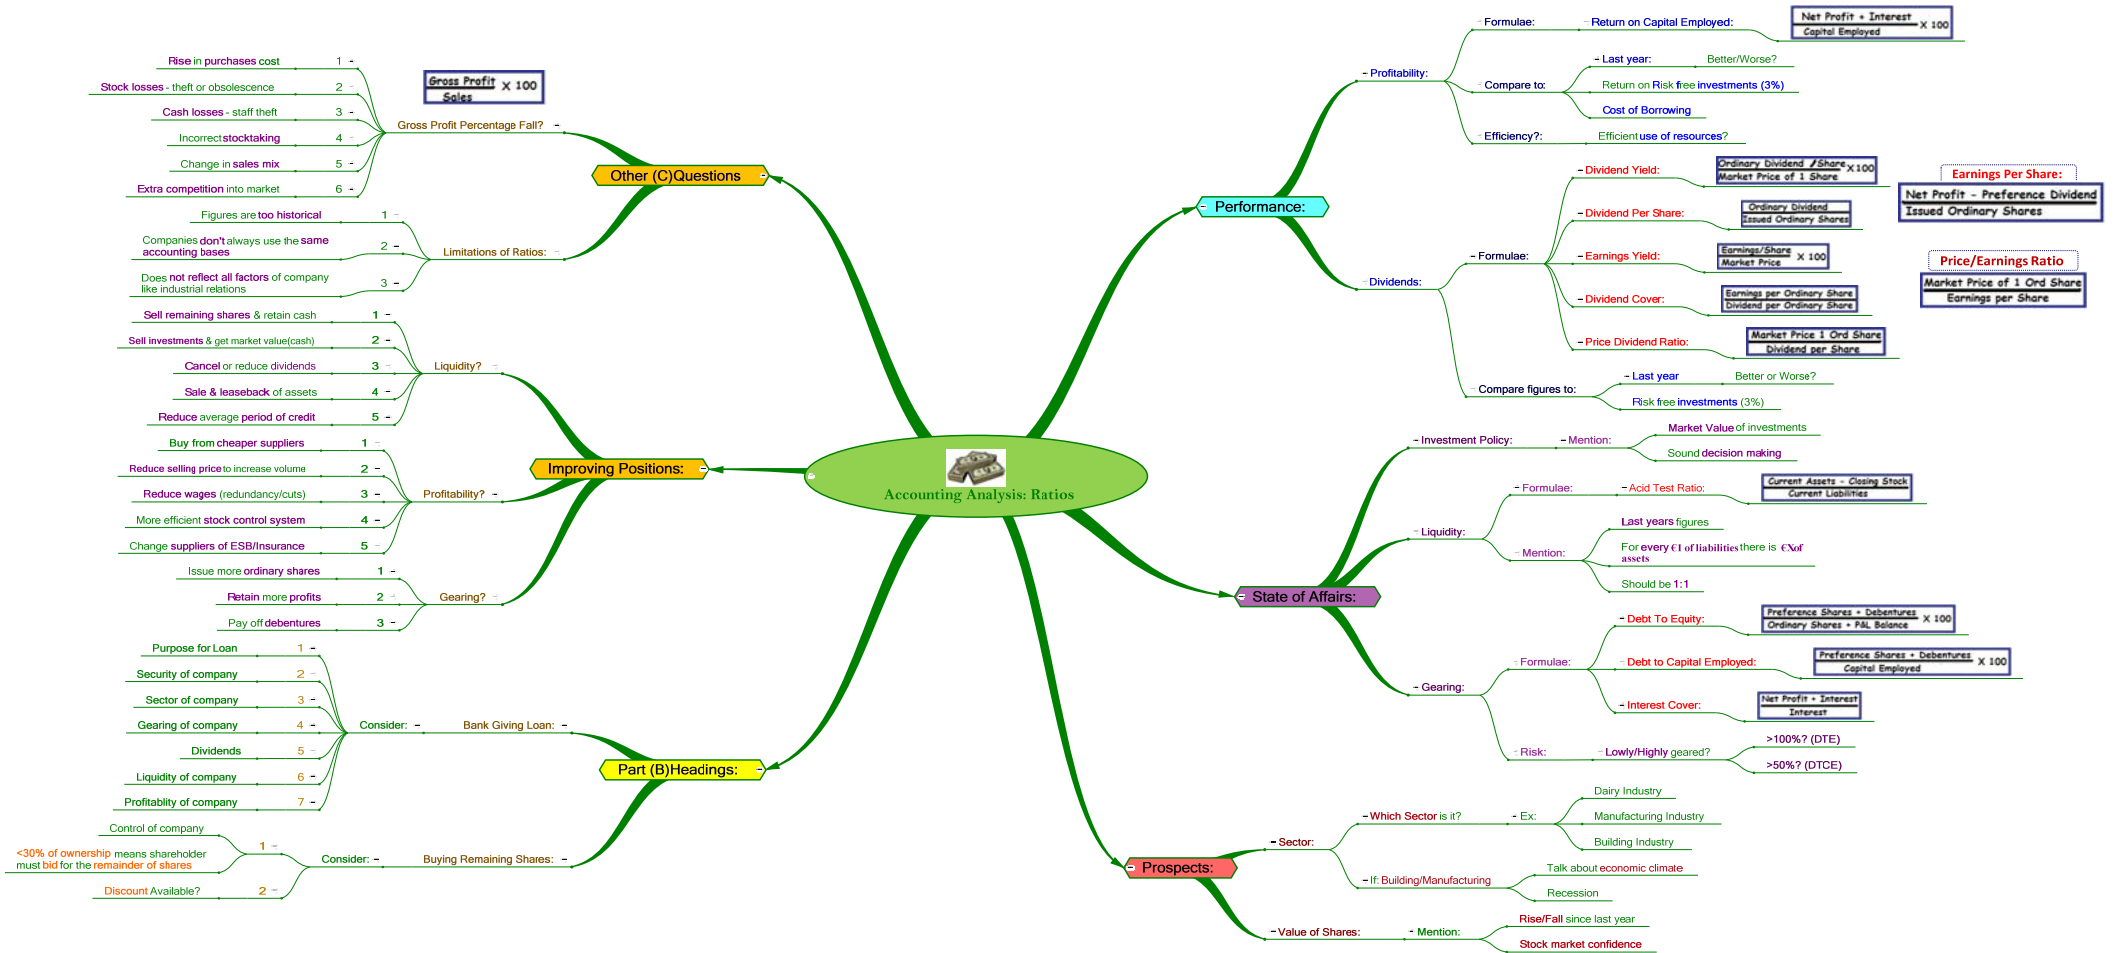 Accounting Analysis: Ratios
Other (C)Questions
Gross Profit Percentage Fall?
Gross Profit
Sales
X 100
1 Rise in purchases cost
2 Stock losses - theft or obsolescence
3 Cash losses - staff theft
4 Incorrect stocktaking
5 Change in sales mix
6 Extra competition into market
Limitations of Ratios:
1 Figures are too historical
2 Companies don't always use the same
accounting bases
3 Does not reflect all factors of company
like industrial relations
Improving Positions:
Liquidity?
1 Sell remaining shares & retain cash
2 Sell investments & get market value(cash)
3 Cancel or reduce dividends
4 Sale & leaseback of assets
5 Reduce average period of credit
Profitability?
1 Buy from cheaper suppliers
2 Reduce selling price to increase volume
3 Reduce wages (redundancy/cuts)
4 More efficient stock control system
5 Change suppliers of ESB/Insurance
Gearing?
1 Issue more ordinary shares
2 Retain more profits
3 Pay off debentures
Part (B)Headings:
Bank Giving Loan:
Consider:
1 Purpose for Loan
2 Security of company
3 Sector of company
4 Gearing of company
5 Dividends
6 Liquidity of company
7 Profitablity of company
Buying Remaining Shares:
Consider:
1 Control of company
<30% of ownership means shareholder
must bid for the remainder of shares
2 Discount Available?
Performance:
Profitability:
Formulae:
Return on Capital Employed:
Net Profit + Interest
Capital Employed
X 100
Compare to:
Last year:
Better/Worse?
Return on Risk free investments (3%)
Cost of Borrowing
Efficiency?:
Efficient use of resources?
Dividends:
Formulae:
Dividend Yield:
Ordinary Dividend /Share
Market Price of 1 Share
X100
Dividend Per Share:
Ordinary Dividend
Issued Ordinary Shares
Earnings Yield:
Earnings/Share
Market Price
X 100
Dividend Cover:
Earnings per Ordinary Share
Dividend per Ordinary Share
Price Dividend Ratio:
Market Price 1 Ord Share
Dividend per Share
Compare figures to:
Last year
Better or Worse?
Risk free investments (3%)
Earnings Per Share:
Net Profit - Preference Dividend
Issued Ordinary Shares
Price/Earnings Ratio
Market Price of 1 Ord Share
Earnings per Share
State of Affairs:
Investment Policy:
Mention:
Market Value of investments
Sound decision making
Liquidity:
Formulae:
Acid Test Ratio:
Current Assets - Closing Stock
Current Liabilities
Mention:
Last years figures
For every €1 of liabilities there is €Xof
assets
Should be 1:1
Gearing:
Formulae:
Debt To Equity:
Preference Shares + Debentures
Ordinary Shares + P&L Balance
X 100
Debt to Capital Employed:
Preference Shares + Debentures
Capital Employed
X 100
Interest Cover:
Net Profit + Interest
Interest
Risk:
Lowly/Highly geared?
>100%? (DTE)
>50%? (DTCE)
Prospects:
Sector:
Which Sector is it?
Ex:
Dairy Industry
Manufacturing Industry
Building Industry
If: Building/Manufacturing
Talk about economic climate
Recession
Value of Shares:
Mention:
Rise/Fall since last year
Stock market confidence